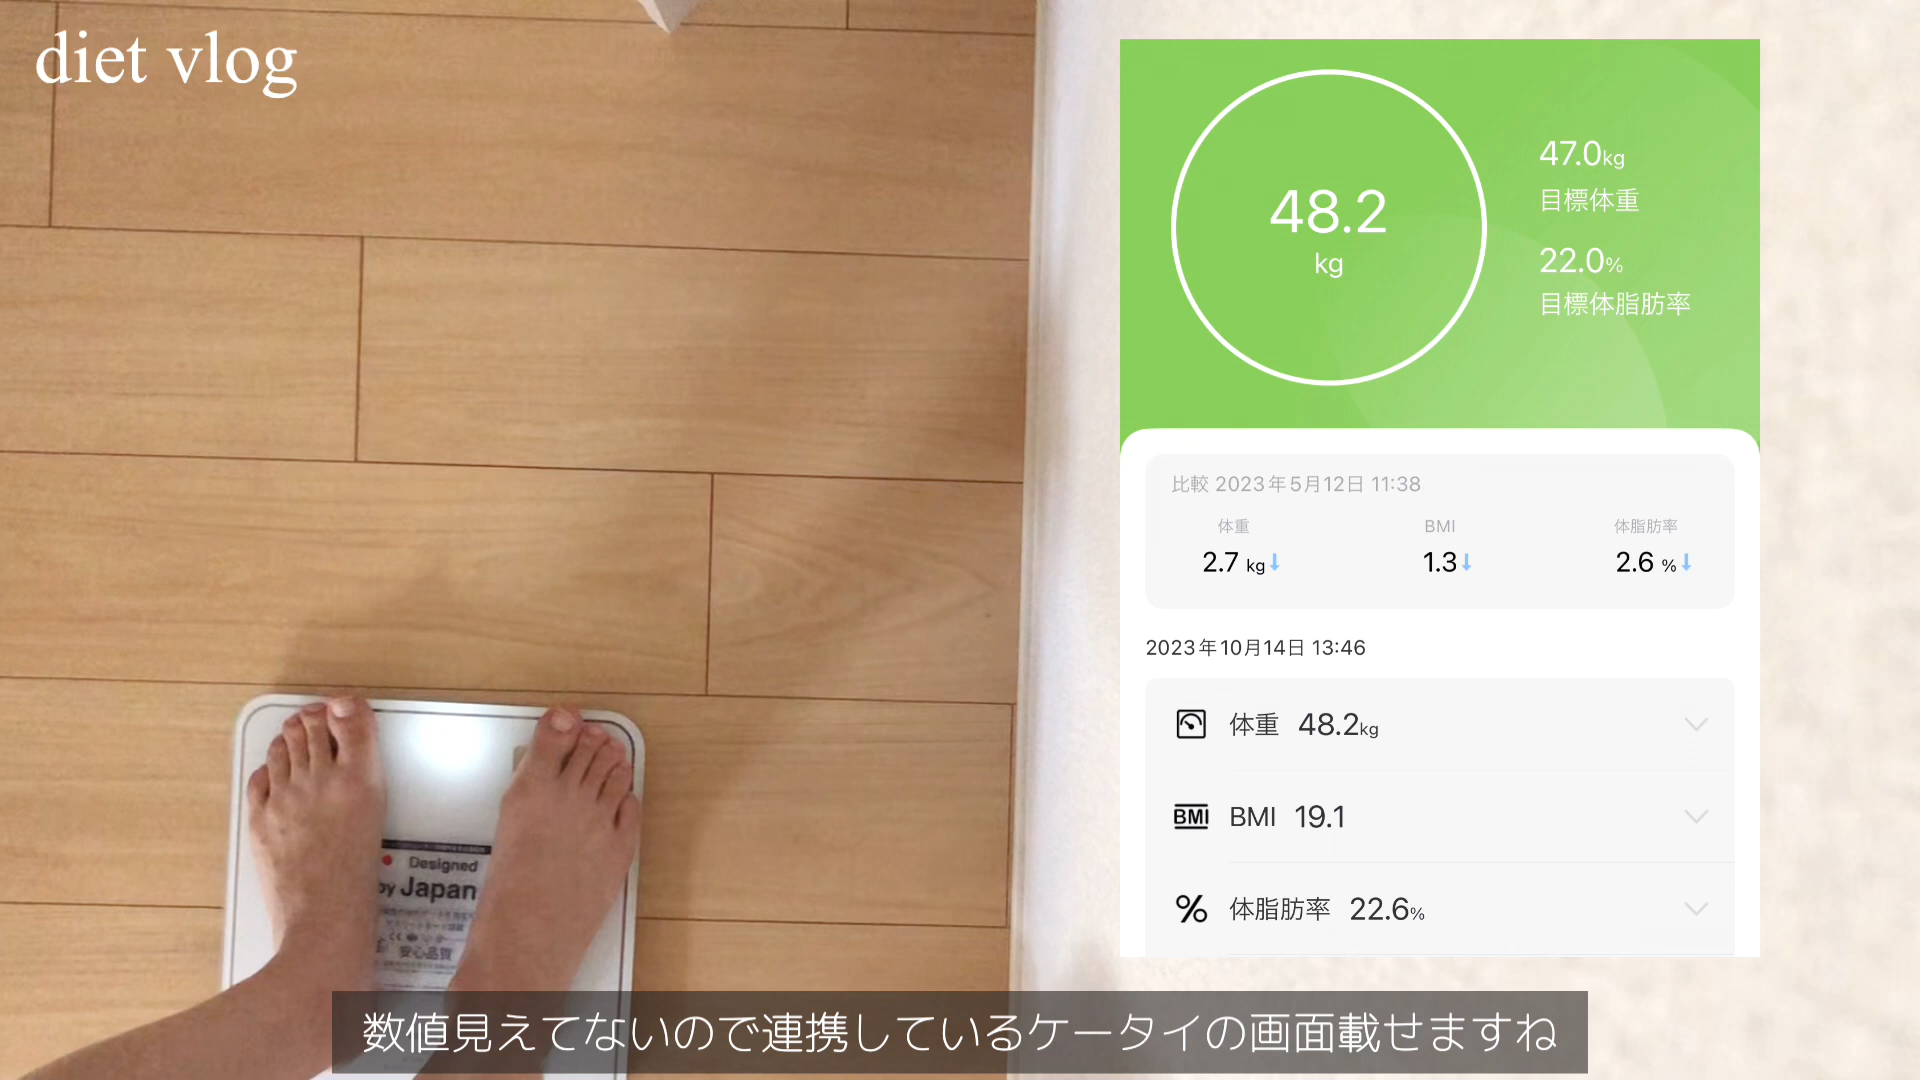 diet vlog
48.2
kg
47.0kg
目標体重
22.0%
目標体脂肪率
比較 2023年5月12日 11:38
体重 BMI 体脂肪率
2.7 kg↓ 1.3↓ 2.6 %↓
2023年10月14日 13:46
体重 48.2kg
BMI BMI 19.1
% 体脂肪率 22.6%
Designed
by Japan
安心品質
数値見えてないので連携しているケータイの画面載せますね